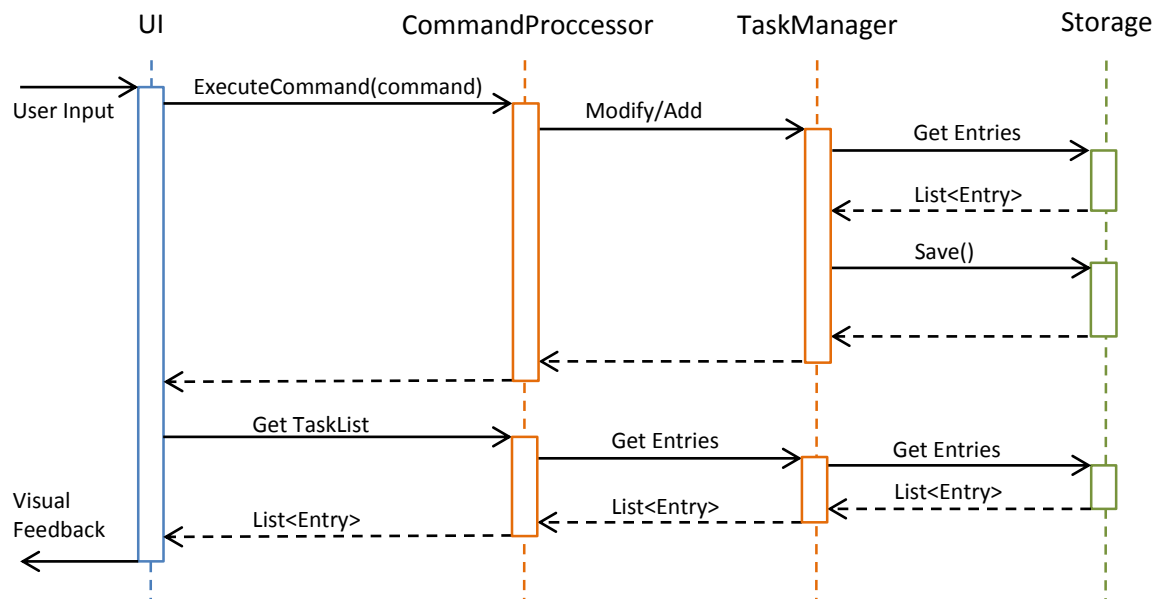 UI
CommandProccessor
TaskManager
Storage
User Input
ExecuteCommand(command)
Modify/Add
Get Entries
List<Entry>
Save()
Get TaskList
Get Entries
Get Entries
List<Entry>
List<Entry>
List<Entry>
Visual
Feedback